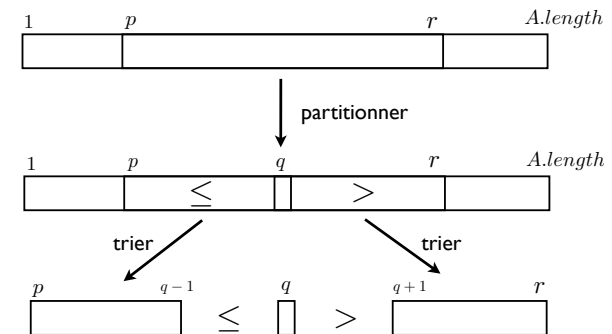 1 p r A.length
partitionner
1 p q r A.length
≤ >
trier trier
p q−1 q q+1 r
≤ >